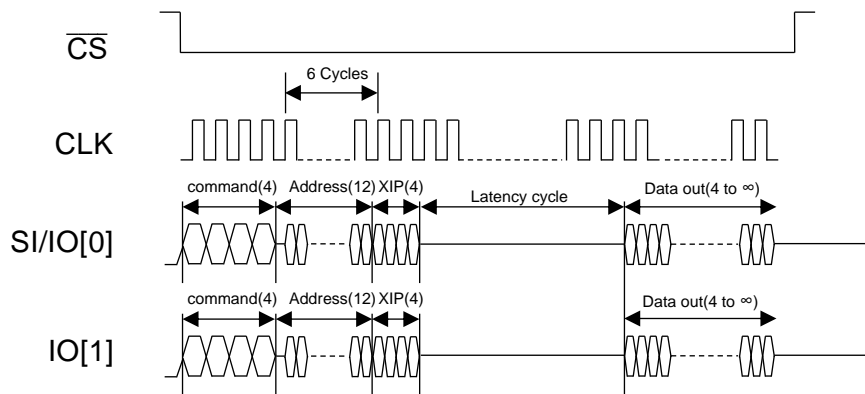 CS
6 Cycles
CLK
command(4) Address(12) XIP(4) Latency cycle Data out(4 to ∞)
SI/IO[0]
command(4) Address(12) XIP(4) Data out(4 to ∞)
IO[1]